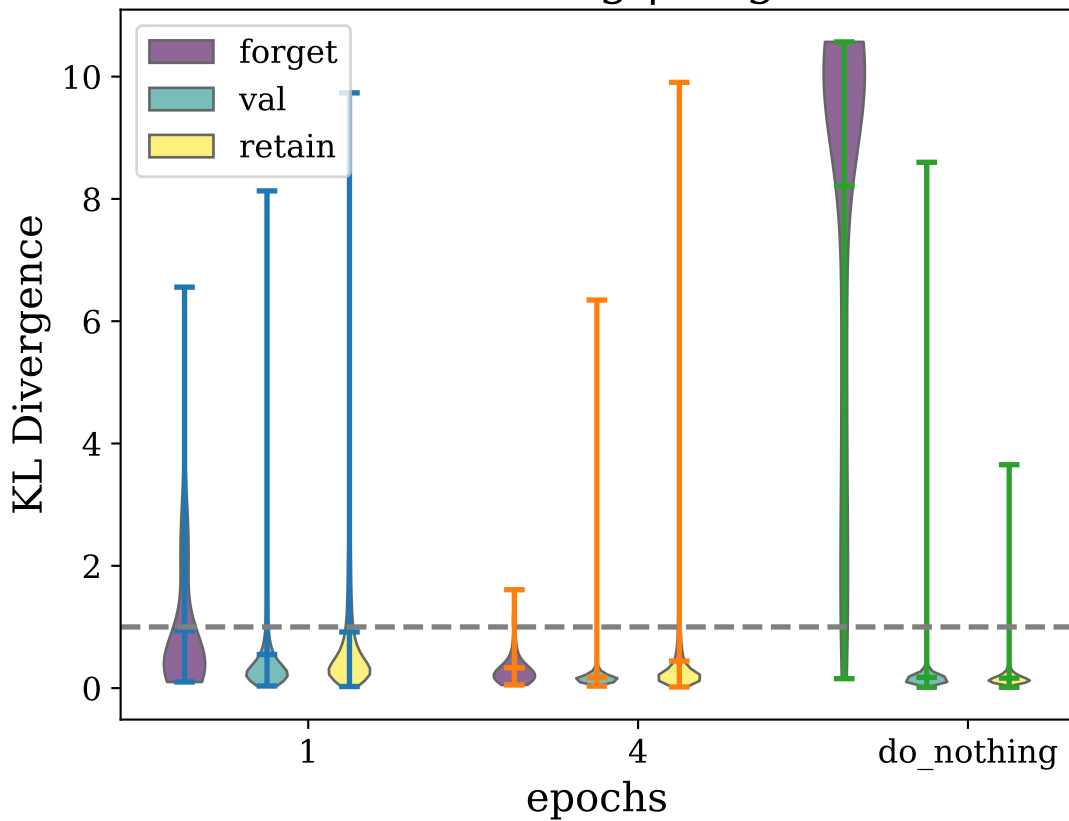 forget
val
retain
10
8
6
4
2
0
KL Divergence
1
4
do_nothing
epochs